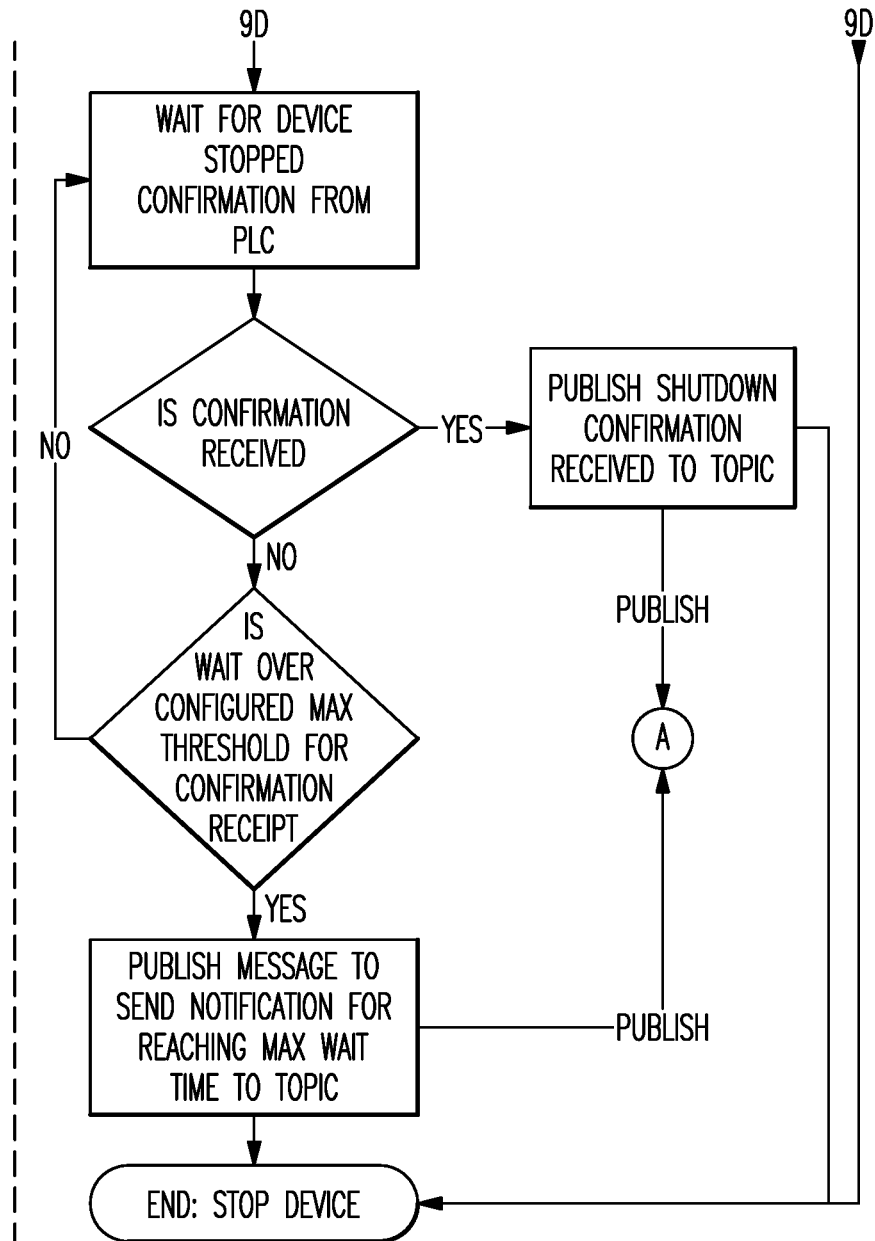 9D
9D
WAIT FOR DEVICE
STOPPED
CONFIRMATION FROM
PLC
IS CONFIRMATION
RECEIVED
YES
PUBLISH SHUTDOWN
CONFIRMATION
RECEIVED TO TOPIC
NO
NO
PUBLISH
IS
WAIT OVER
CONFIGURED MAX
THRESHOLD FOR
CONFIRMATION
RECEIPT
A
YES
PUBLISH MESSAGE TO
SEND NOTIFICATION FOR
REACHING MAX WAIT
TIME TO TOPIC
PUBLISH
END: STOP DEVICE